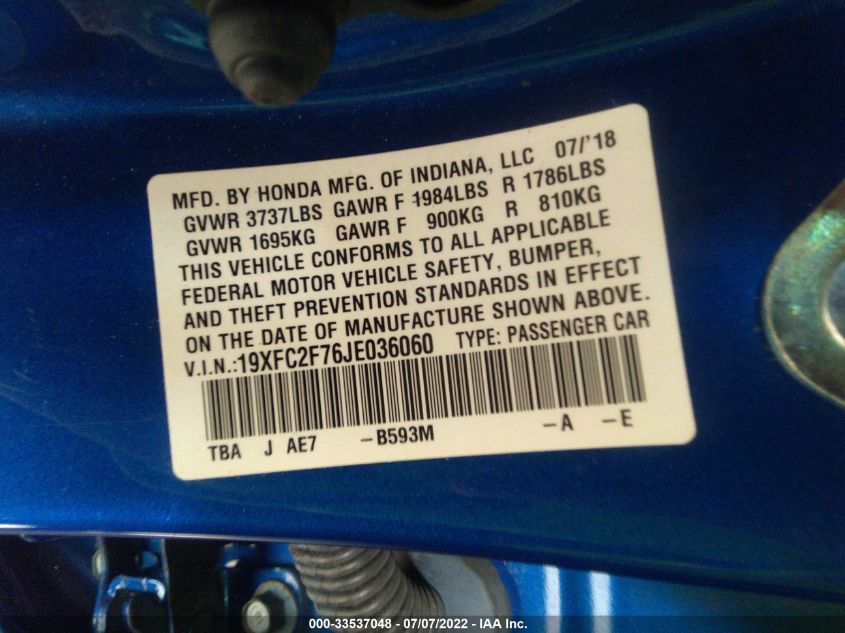 MFD. BY HONDA MFG. OF INDIANA, LLC 07/'18
GVWR 3737LBS GAWR F 1984LBS R 1786LBS
GVWR 1695KG GAWR F 900KG R 810KG
THIS VEHICLE CONFORMS TO ALL APPLICABLE
FEDERAL MOTOR VEHICLE SAFETY, BUMPER,
AND THEFT PREVENTION STANDARDS IN EFFECT
ON THE DATE OF MANUFACTURE SHOWN ABOVE.
V.I.N.:19XFC2F76JE036060 TYPE: PASSENGER CAR
TBA J AE7 -B593M -A -E
000-33537048 - 07/07/2022 - IAA Inc.